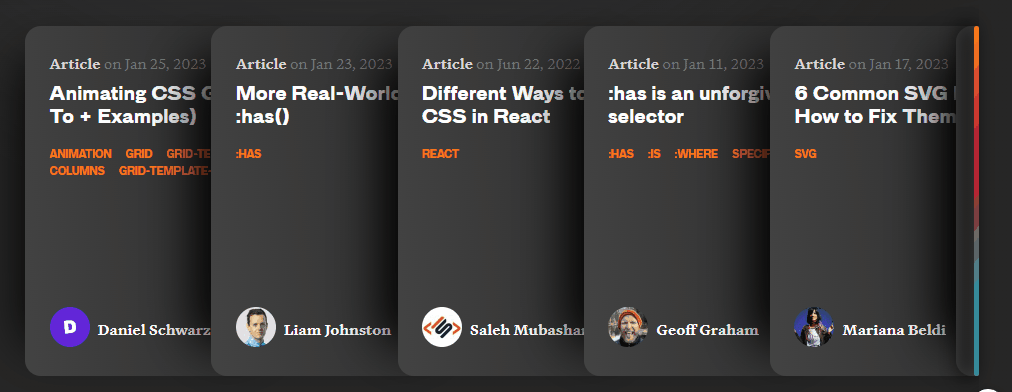 Article on Jan 25, 2023
Animating CSS G
To + Examples)
ANIMATION GRID GRID-TE
COLUMNS GRID-TEMPLATE-
D
Daniel Schwarz
Article on Jan 23, 2023
More Real-World
:has()
:HAS
Liam Johnston
Article on Jun 22, 2022
Different Ways to
CSS in React
REACT
Saleh Mubashar
Article on Jan 11, 2023
:has is an unforgiv
selector
:HAS :IS :WHERE SPECIF
Geoff Graham
Article on Jan 17, 2023
6 Common SVG
How to Fix Them
SVG
Mariana Beldi